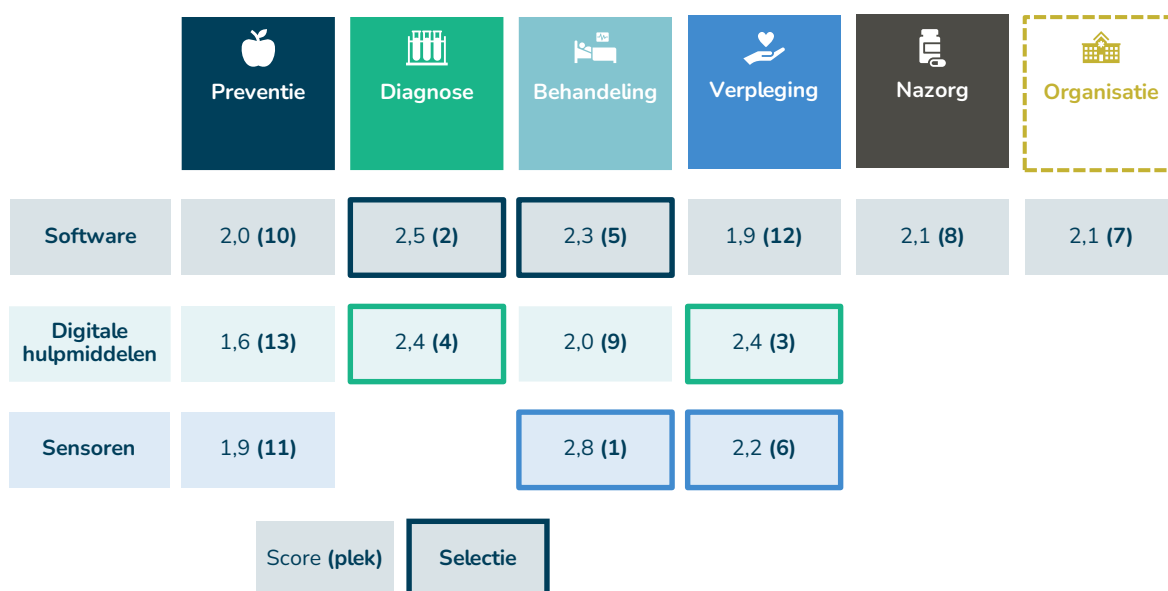 Preventie
Diagnose
Behandeling
Verpleging
Nazorg
Organisatie
Software
2,0 (10)
2,5 (2)
2,3 (5)
1,9 (12)
2,1 (8)
2,1 (7)
Digitale
hulpmiddelen
1,6 (13)
2,4 (4)
2,0 (9)
2,4 (3)
Sensoren
1,9 (11)
2,8 (1)
2,2 (6)
Score (plek)
Selectie